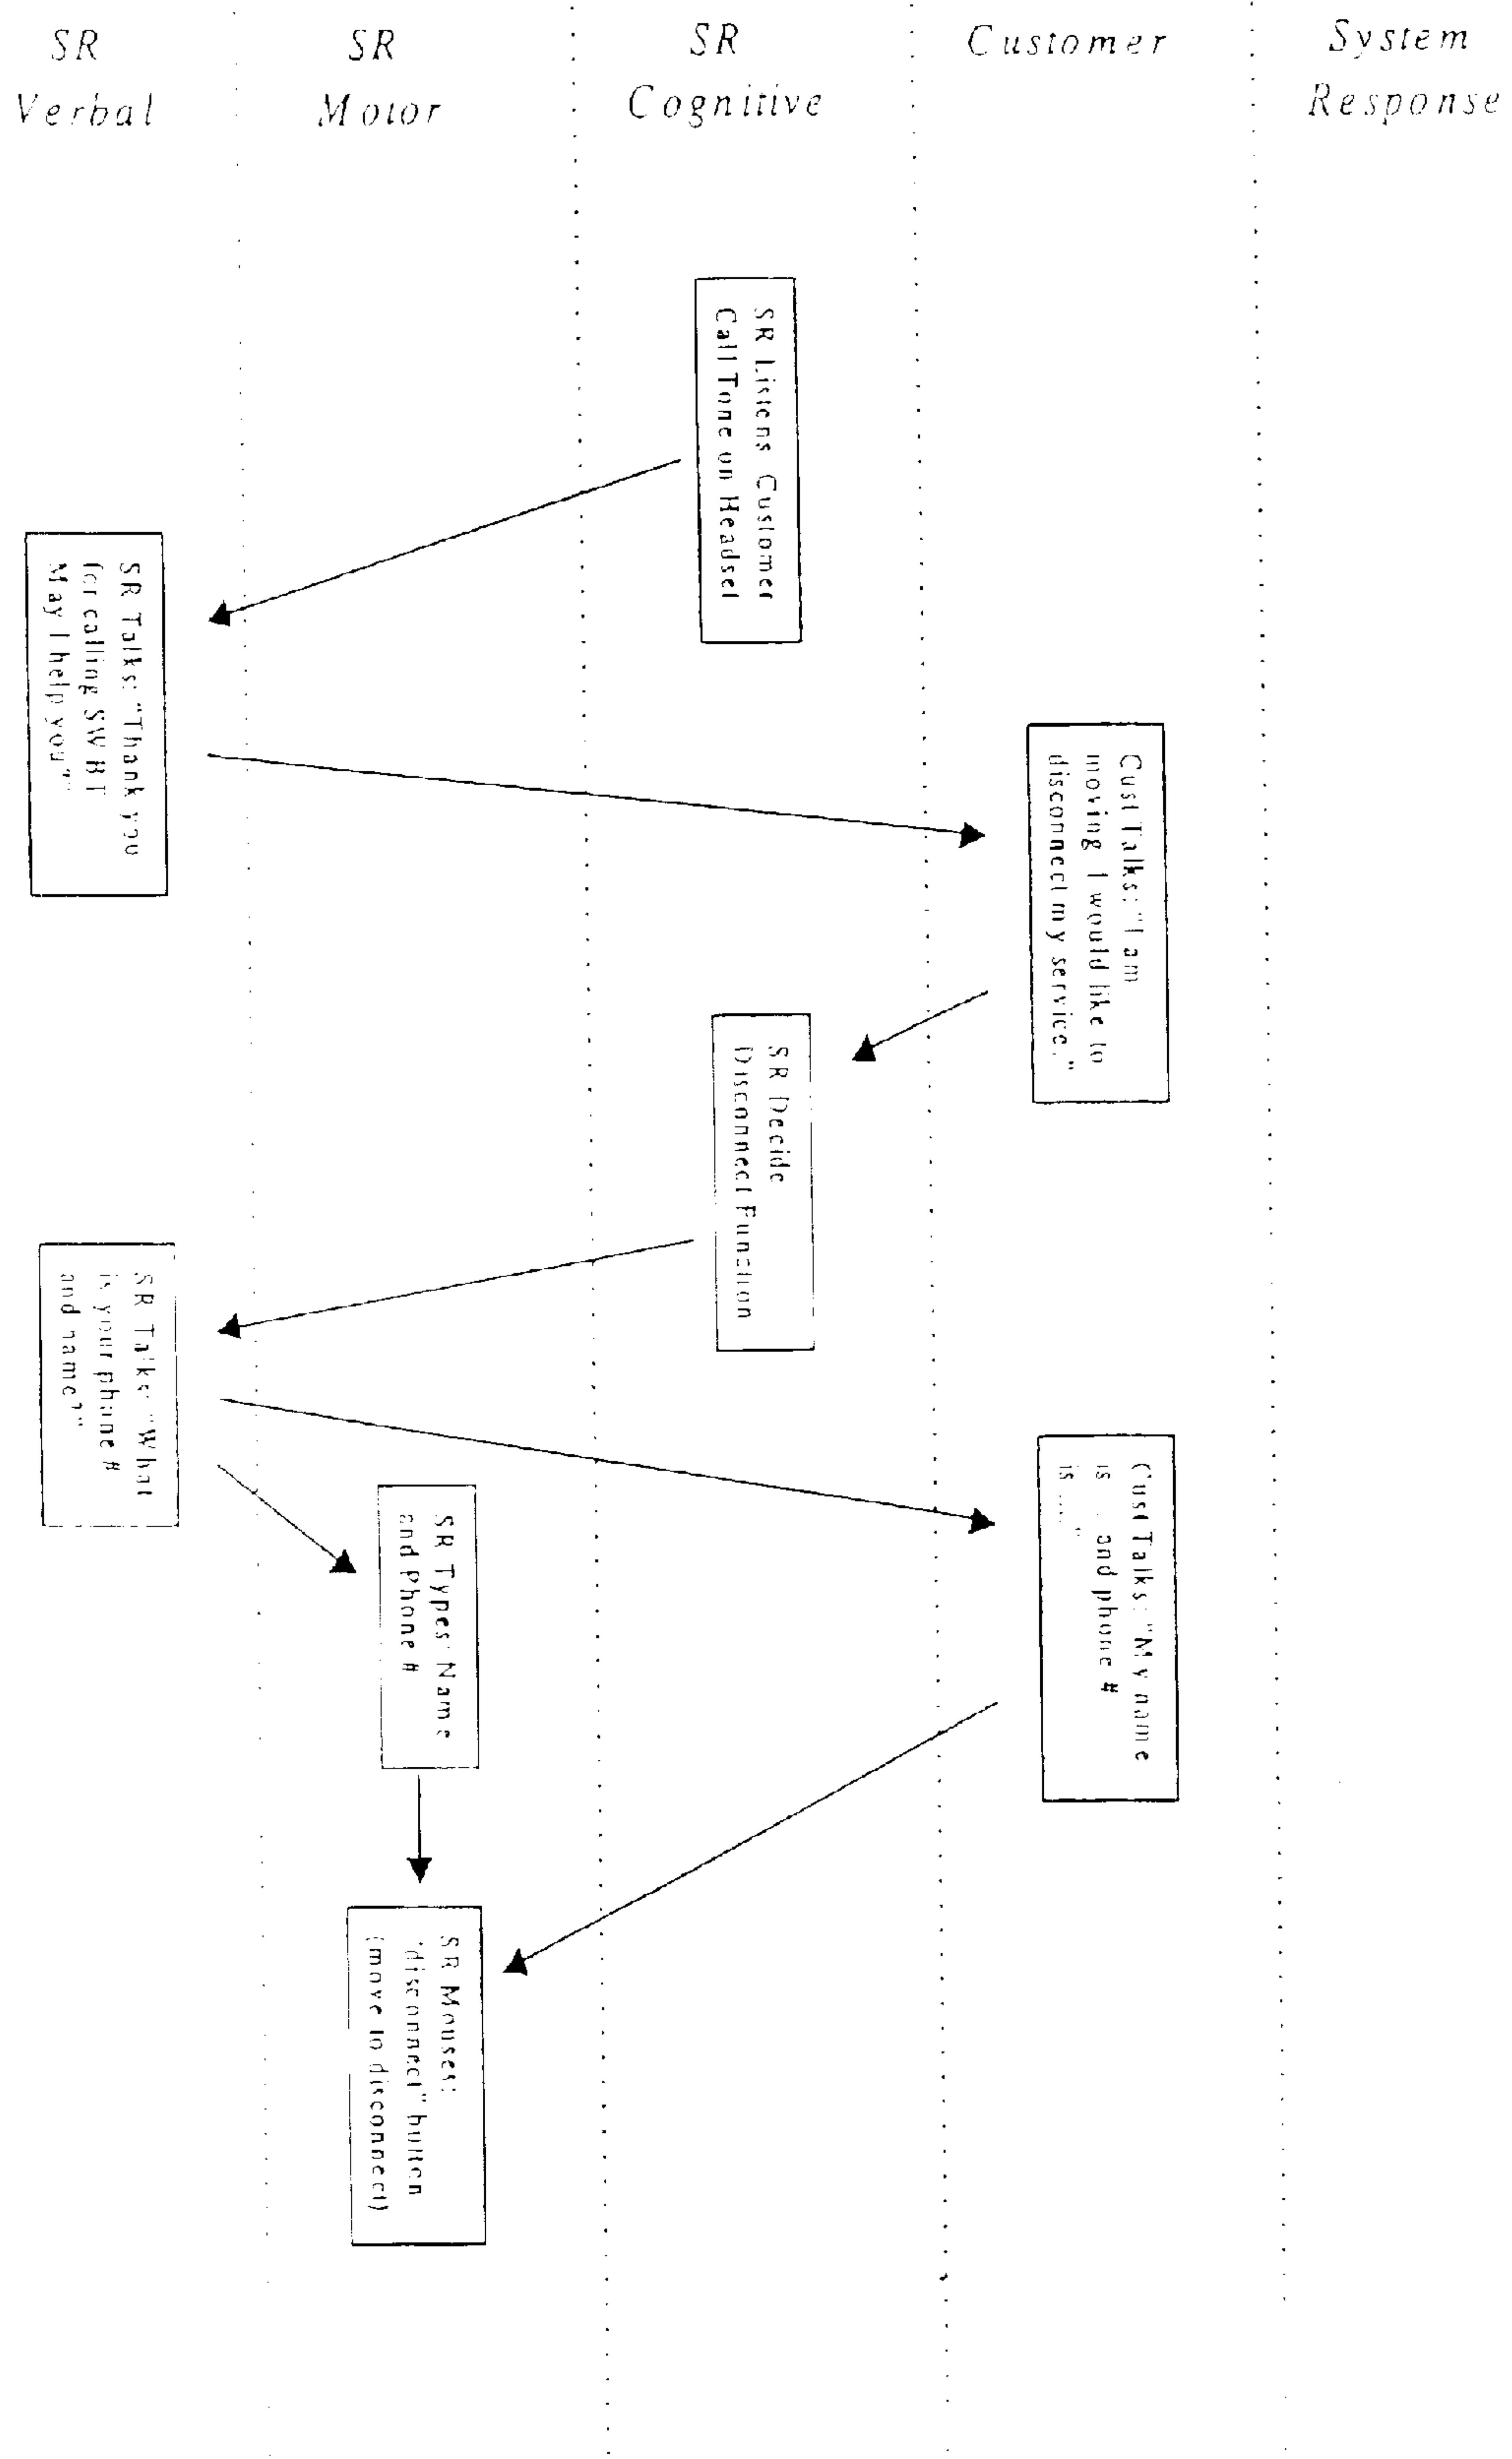 SR
Verbal
SR
Motor
SR
Cognitive
Customer
System
Response
SR Listens Customer
Call Tone on Headset
SR Talks: "Thank you
for calling SWBT
May I help you?"
Cust Talks: "I am
moving I would like to
disconnect my service."
SR Decide
Disconnect Function
SR Talks: "What
is your phone #
and name?"
Cust Talks: "My name
is .. and phone #
is ...."
SR Types: Name
and Phone #
SR Mouses:
"disconnect" button
(move to disconnect)